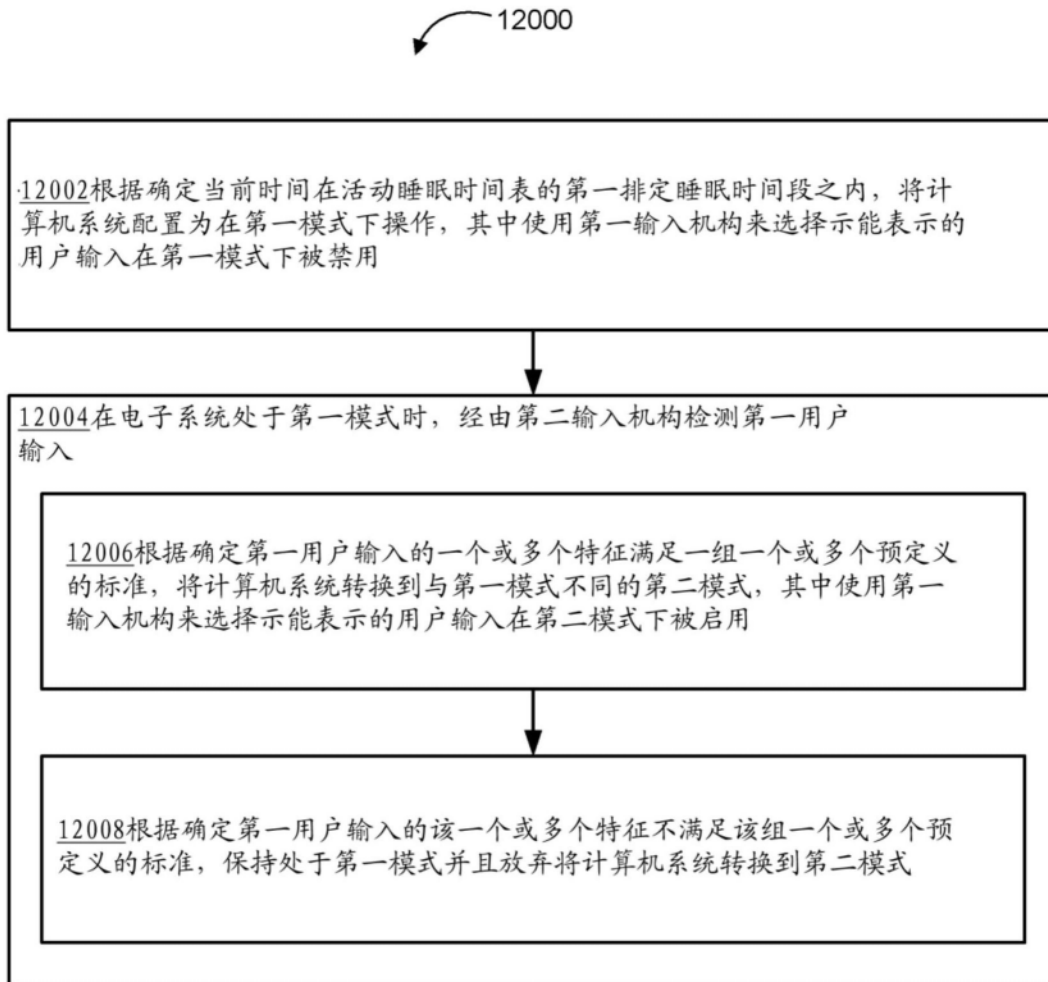 12000
12002根据确定当前时间在活动睡眠时间表的第一排定睡眠时间段之内，将计
算机系统配置为在第一模式下操作，其中使用第一输入机构来选择示能表示的
用户输入在第一模式下被禁用
12004在电子系统处于第一模式时，经由第二输入机构检测第一用户
输入
12006根据确定第一用户输入的一个或多个特征满足一组一个或多个预定义
的标准，将计算机系统转换到与第一模式不同的第二模式，其中使用第一
输入机构来选择示能表示的用户输入在第二模式下被启用
12008根据确定第一用户输入的该一个或多个特征不满足该组一个或多个预
定义的标准，保持处于第一模式并且放弃将计算机系统转换到第二模式